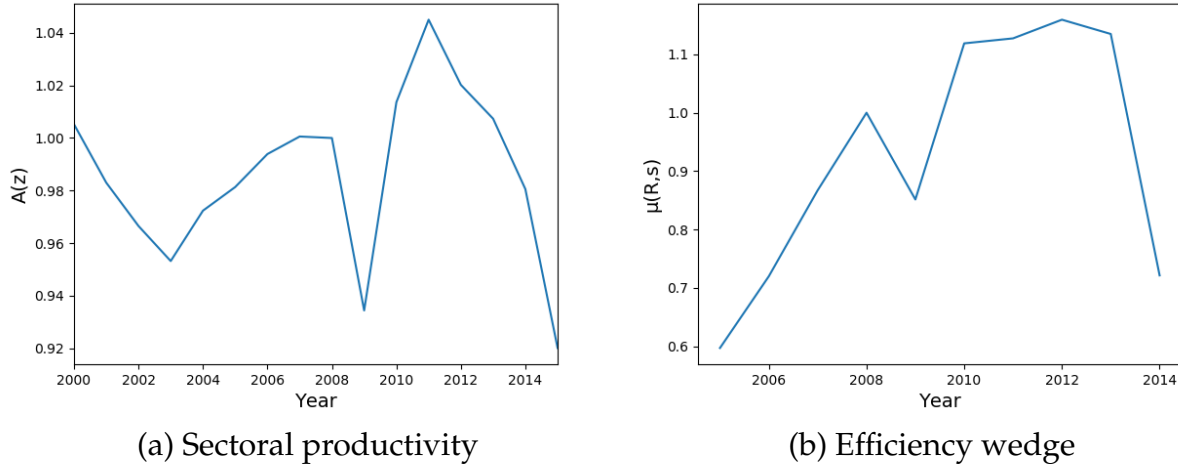 A(z)
1.04
1.02
1.00
0.98
0.96
0.94
0.92
2000 2002 2004 2006 2008 2010 2012 2014
Year
(a) Sectoral productivity
μ(R,s)
1.1
1.0
0.9
0.8
0.7
0.6
2006 2008 2010 2012 2014
Year
(b) Efficiency wedge